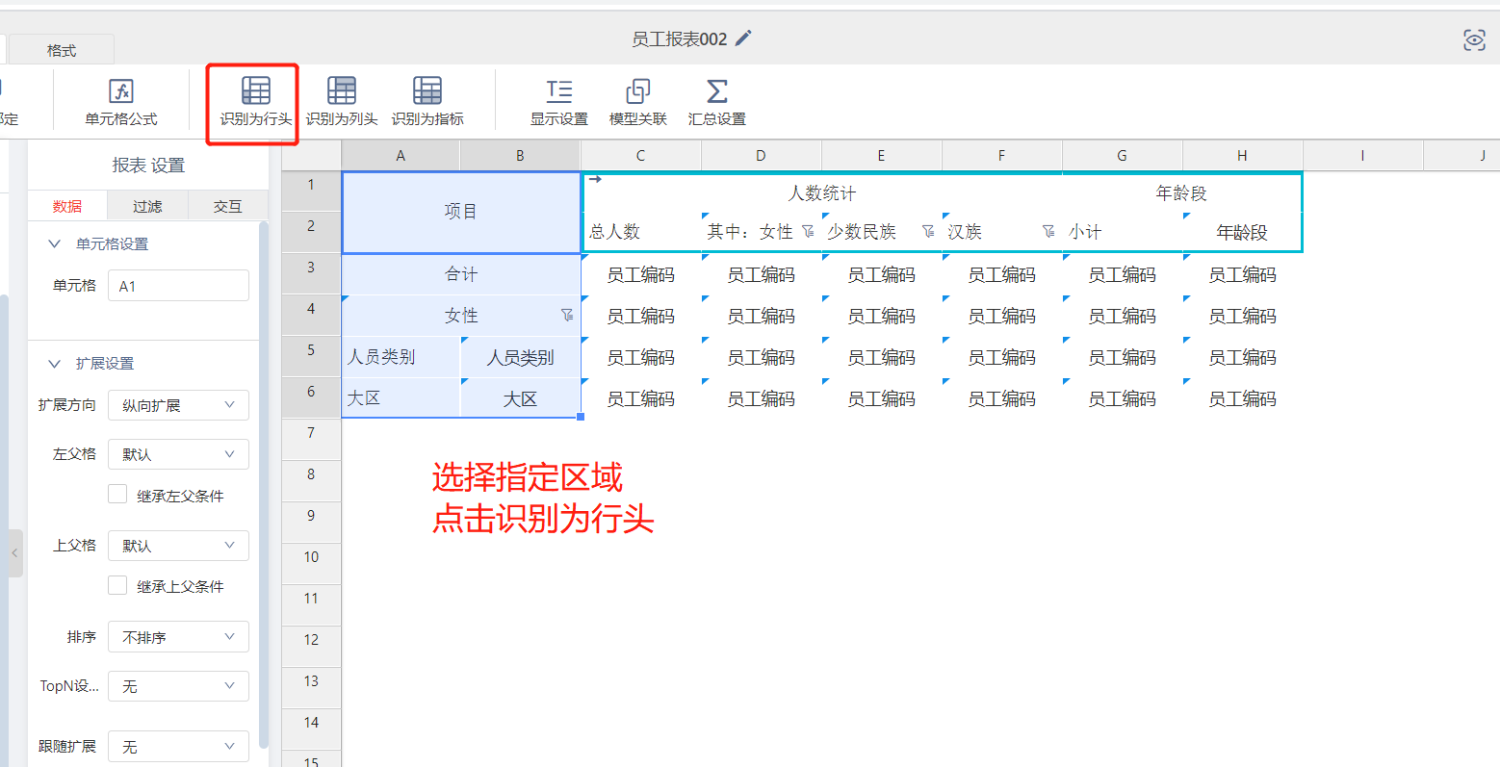 员工报表002
格式
单元格公式
识别为行头
识别为列头
识别为指标
显示设置
模型关联
汇总设置
报表 设置
数据 过滤 交互
单元格设置
单元格 A1
扩展设置
扩展方向 纵向扩展
左父格 默认
继承左父条件
上父格 默认
继承上父条件
排序 不排序
TopN设... 无
跟随扩展 无
A B C D E F G H I J
1 项目 人数统计 年龄段
2 总人数 其中：女性 少数民族 汉族 小计 年龄段
3 合计 员工编码 员工编码 员工编码 员工编码 员工编码 员工编码
4 女性 员工编码 员工编码 员工编码 员工编码 员工编码 员工编码
5 人员类别 人员类别 员工编码 员工编码 员工编码 员工编码 员工编码 员工编码
6 大区 大区 员工编码 员工编码 员工编码 员工编码 员工编码 员工编码
7
8
选择指定区域
9
点击识别为行头
10
11
12
13
14
15